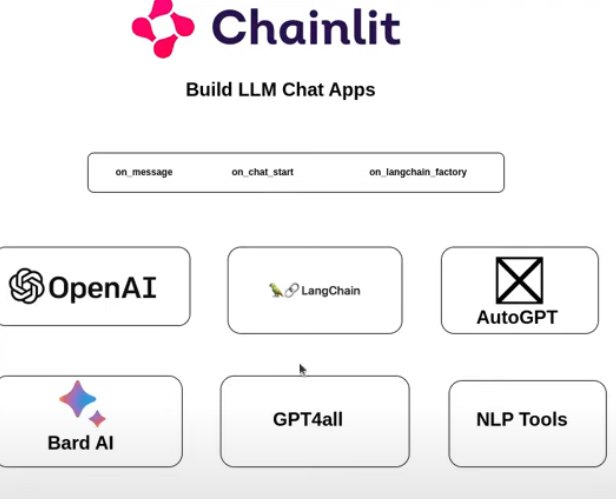 Chainlit
Build LLM Chat Apps
on_message on_chat_start on_langchain_factory
OpenAI
LangChain
AutoGPT
Bard AI
GPT4all
NLP Tools